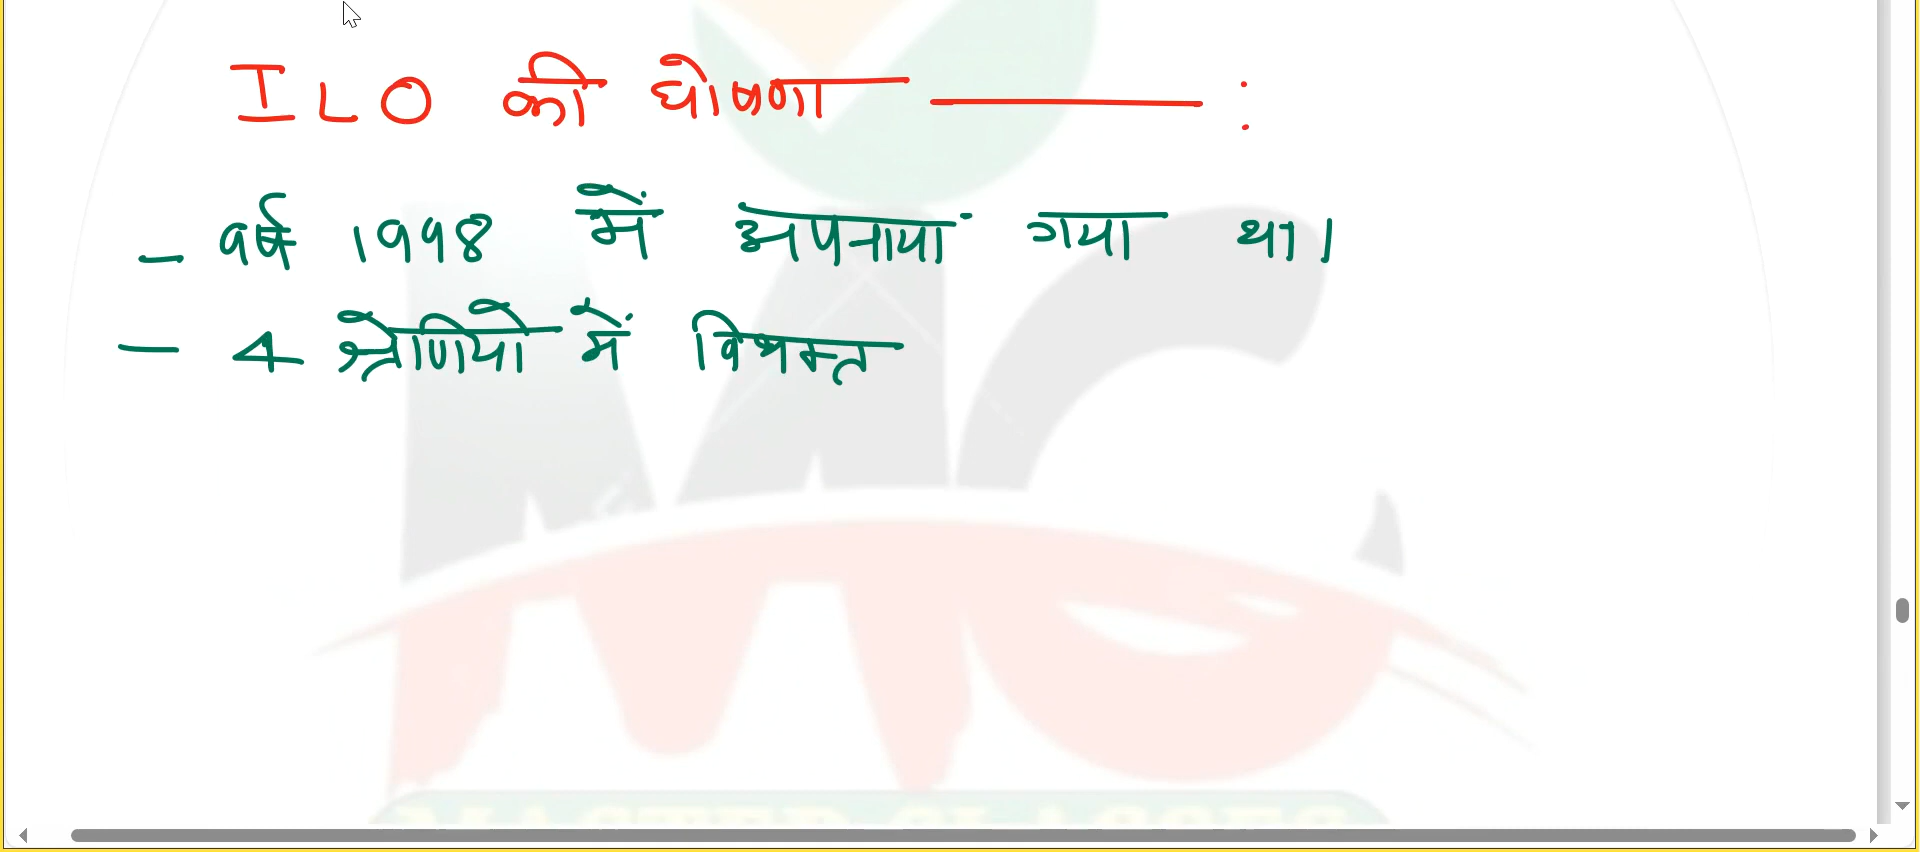 ILO की घोषणा ——— :
- वर्ष 1998 में अपनाया गया था।
- 4 श्रेणियो में विभक्त